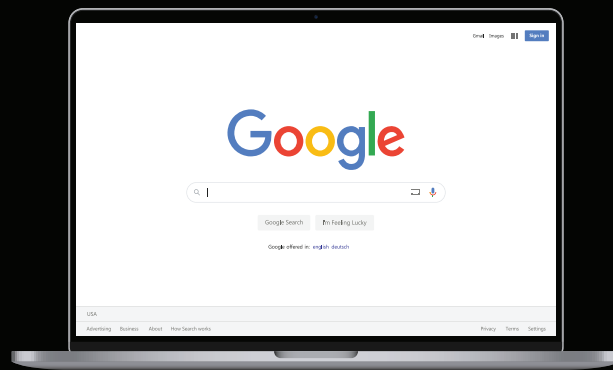 Gmail Images Sign in
Google
Google Search I'm Feeling Lucky
Google offered in: english deutsch
USA
Advertising Business About How Search works Privacy Terms Settings